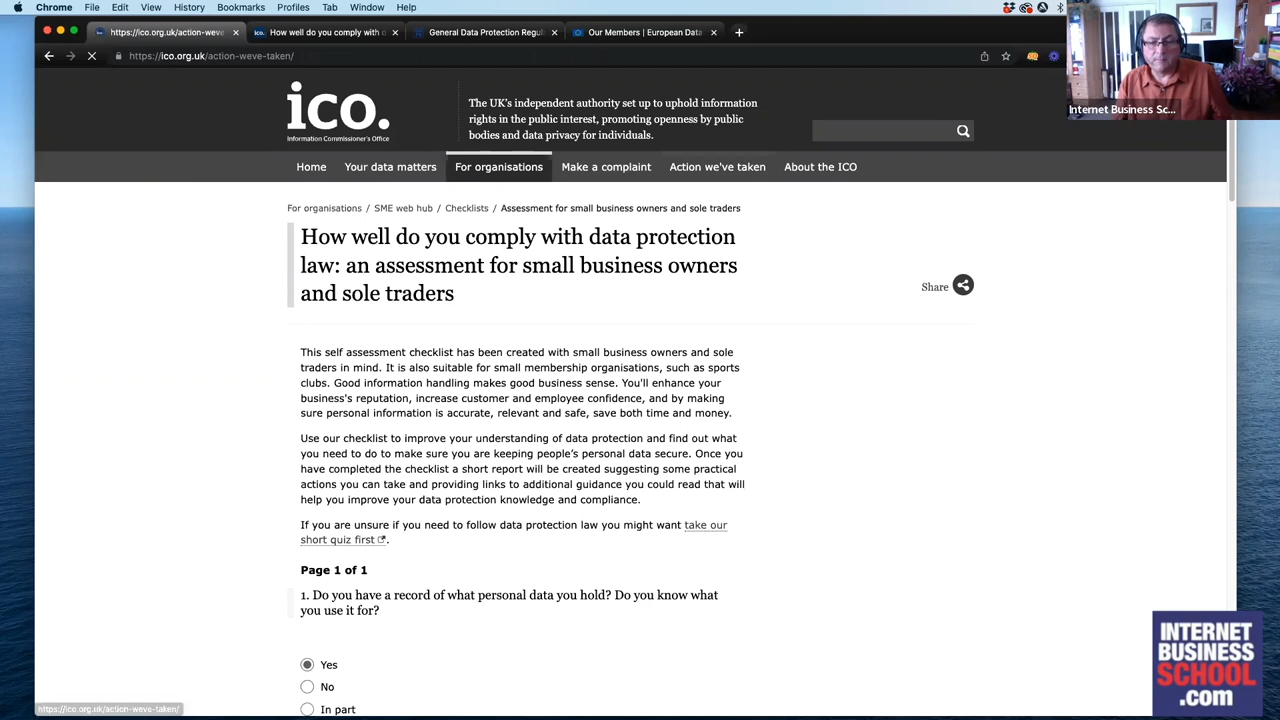 Chrome File Edit View History Bookmarks Profiles Tab Window Help
https://ico.org.uk/action-weve
How well do you comply with d
General Data Protection Regul
Our Members | European Data
https://ico.org.uk/action-weve-taken/
Internet Business Sc...
ico.
Information Commissioner's Office
The UK's independent authority set up to uphold information
rights in the public interest, promoting openness by public
bodies and data privacy for individuals.
Home Your data matters For organisations Make a complaint Action we've taken About the ICO
For organisations / SME web hub / Checklists / Assessment for small business owners and sole traders
How well do you comply with data protection
law: an assessment for small business owners
and sole traders
Share
This self assessment checklist has been created with small business owners and sole
traders in mind. It is also suitable for small membership organisations, such as sports
clubs. Good information handling makes good business sense. You'll enhance your
business's reputation, increase customer and employee confidence, and by making
sure personal information is accurate, relevant and safe, save both time and money.
Use our checklist to improve your understanding of data protection and find out what
you need to do to make sure you are keeping people's personal data secure. Once you
have completed the checklist a short report will be created suggesting some practical
actions you can take and providing links to additional guidance you could read that will
help you improve your data protection knowledge and compliance.
If you are unsure if you need to follow data protection law you might want take our
short quiz first.
Page 1 of 1
1. Do you have a record of what personal data you hold? Do you know what
you use it for?
Yes
No
In part
https://ico.org.uk/action-weve-taken/
INTERNET
BUSINESS
SCHOOL
.com